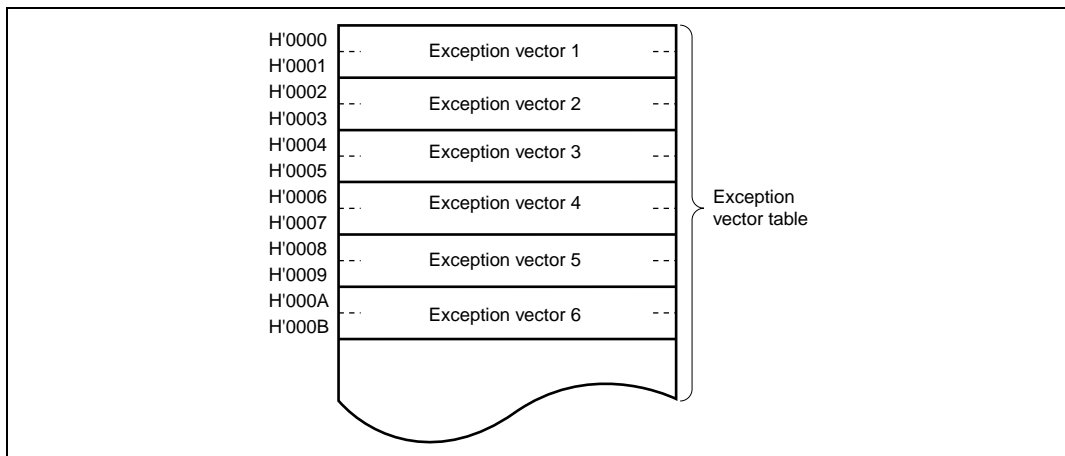 H'0000
Exception vector 1
H'0001
H'0002
Exception vector 2
H'0003
H'0004
Exception vector 3
H'0005
H'0006
Exception vector 4
H'0007
H'0008
Exception vector 5
H'0009
H'000A
Exception vector 6
H'000B
Exception
vector table